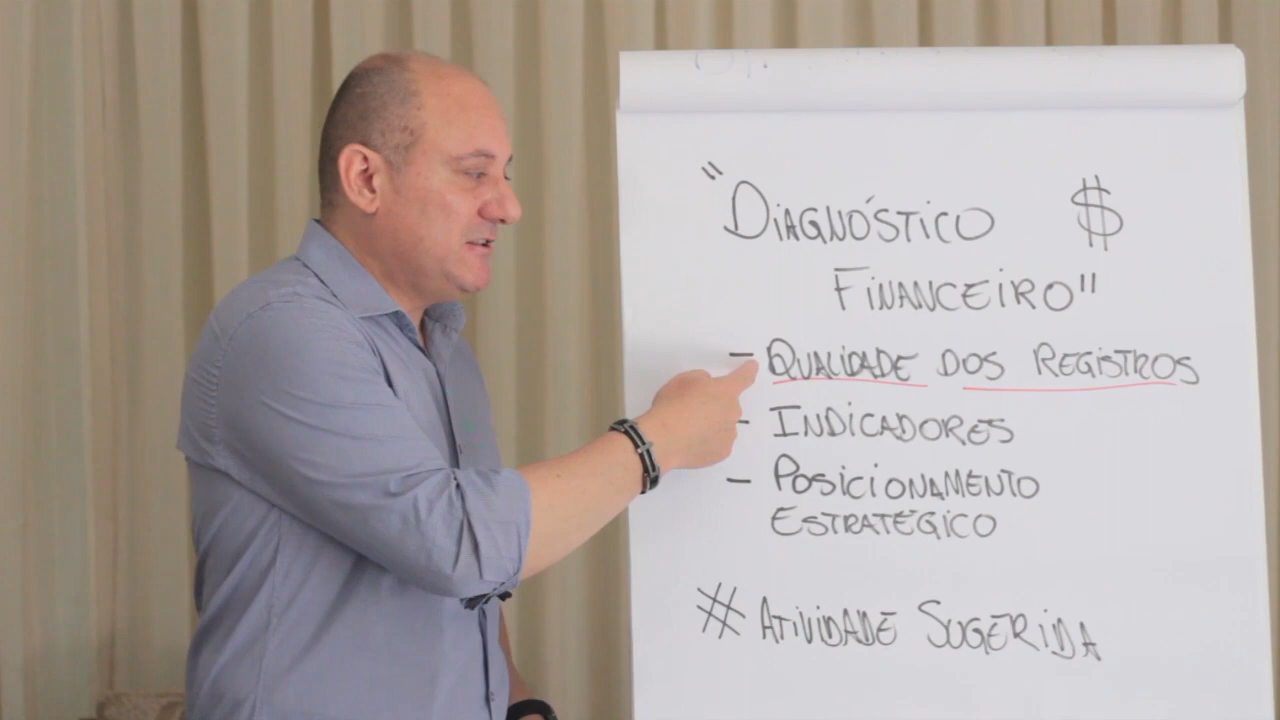 "Diagnóstico $
Financeiro"
- Qualidade dos Registros
- Indicadores
- Posicionamento
Estratégico
# Atividade Sugerida